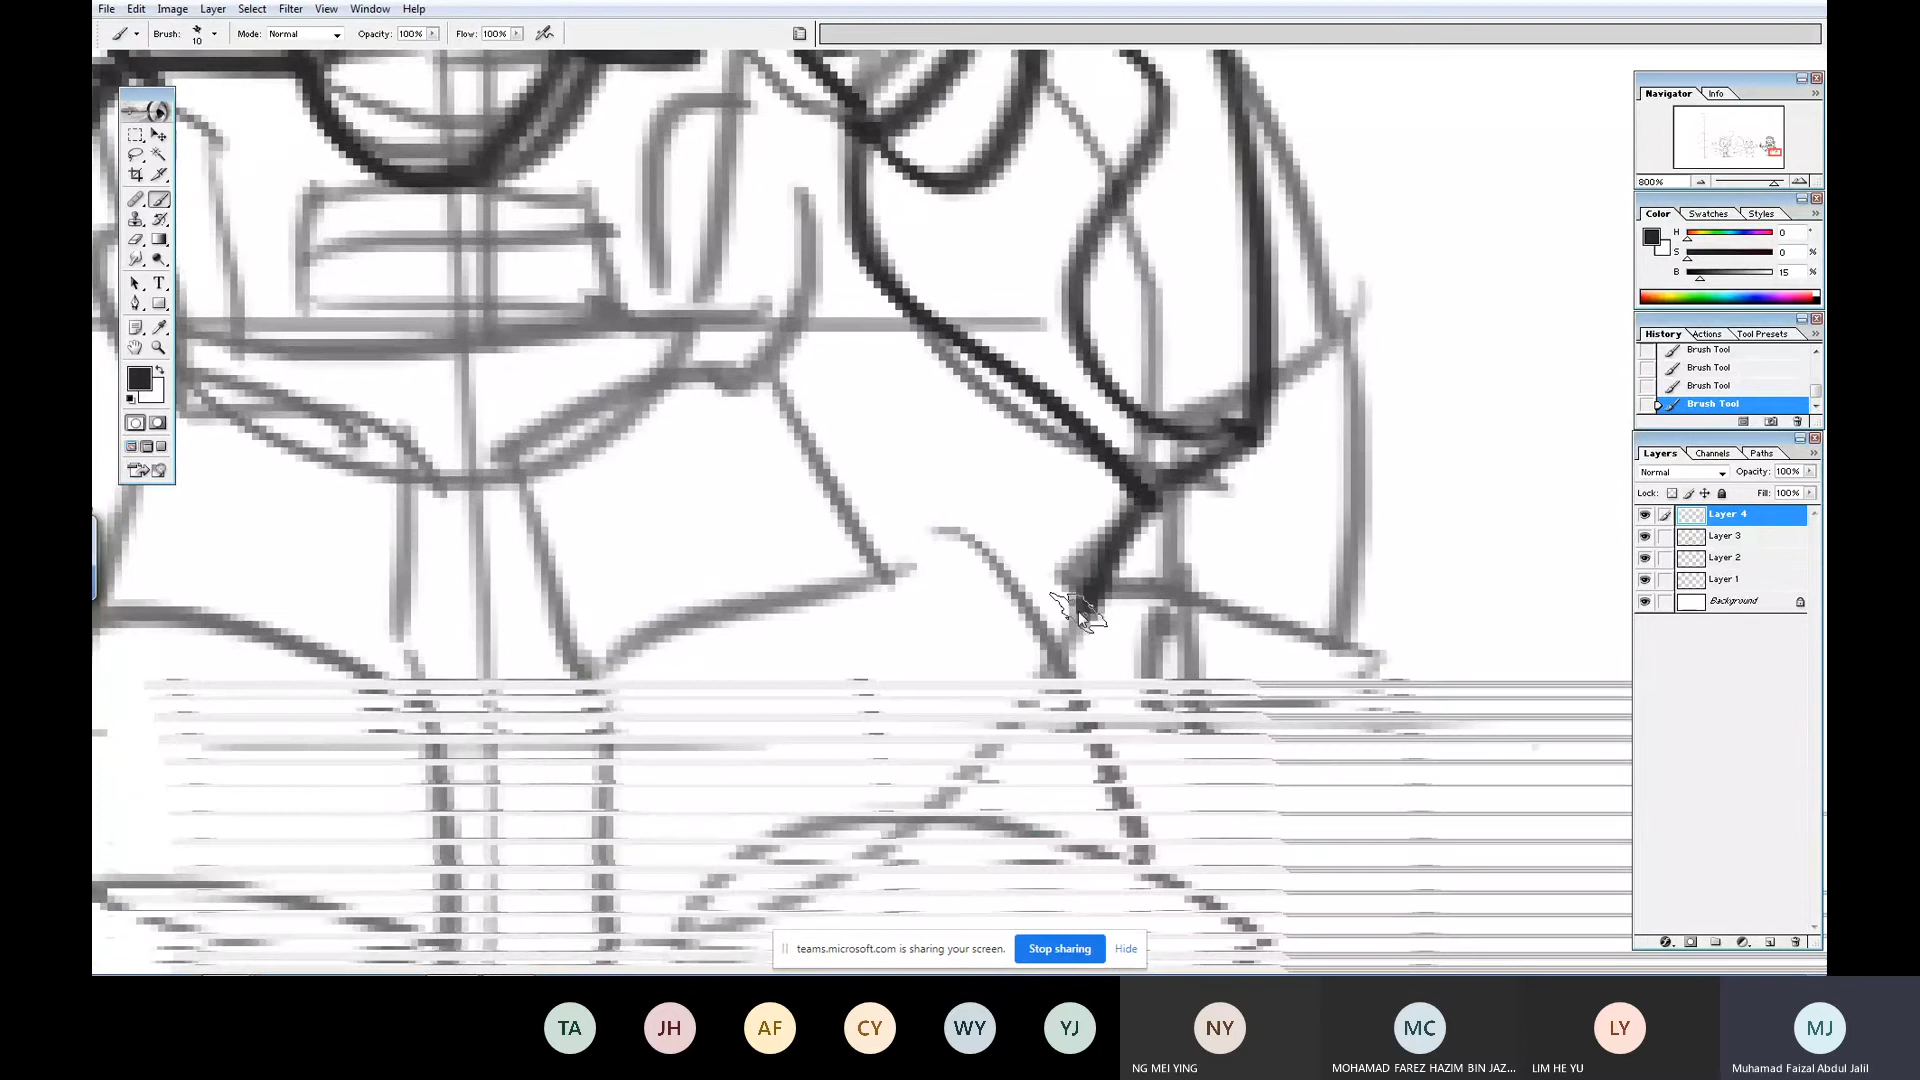 File Edit Image Layer Select Filter View Window Help
Brush: 10 Mode: Normal Opacity: 100% Flow: 100%
Navigator Info
800%
Color Swatches Styles
H 0 °
S 0 %
B 15 %
History Actions Tool Presets
Brush Tool
Brush Tool
Brush Tool
Brush Tool
Layers Channels Paths
Normal Opacity: 100%
Lock: Fill: 100%
Layer 4
Layer 3
Layer 2
Layer 1
Background
teams.microsoft.com is sharing your screen. Stop sharing Hide
TA JH AF CY WY YJ NY MC LY MJ
NG MEI YING MOHAMAD FAREZ HAZIM BIN JAZ... LIM HE YU Muhamad Faizal Abdul Jalil